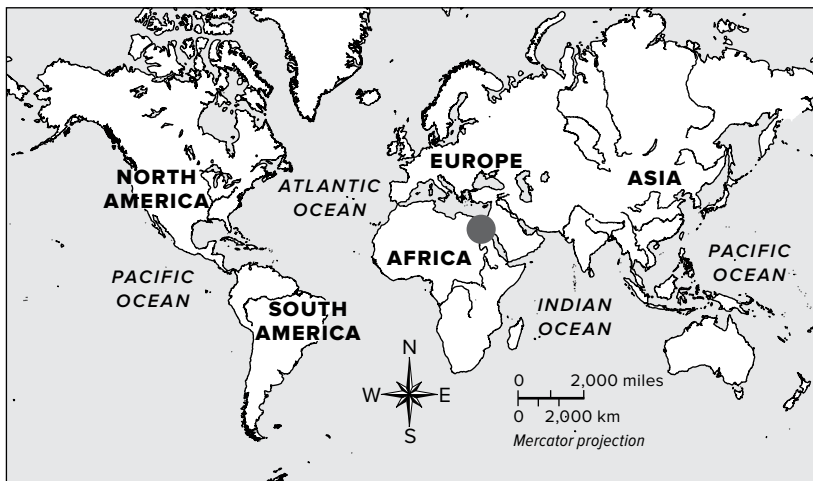 NORTH
AMERICA
ATLANTIC
OCEAN
EUROPE
ASIA
AFRICA
PACIFIC
OCEAN
SOUTH
AMERICA
INDIAN
OCEAN
PACIFIC
OCEAN
N
W E
S
0 2,000 miles
0 2,000 km
Mercator projection